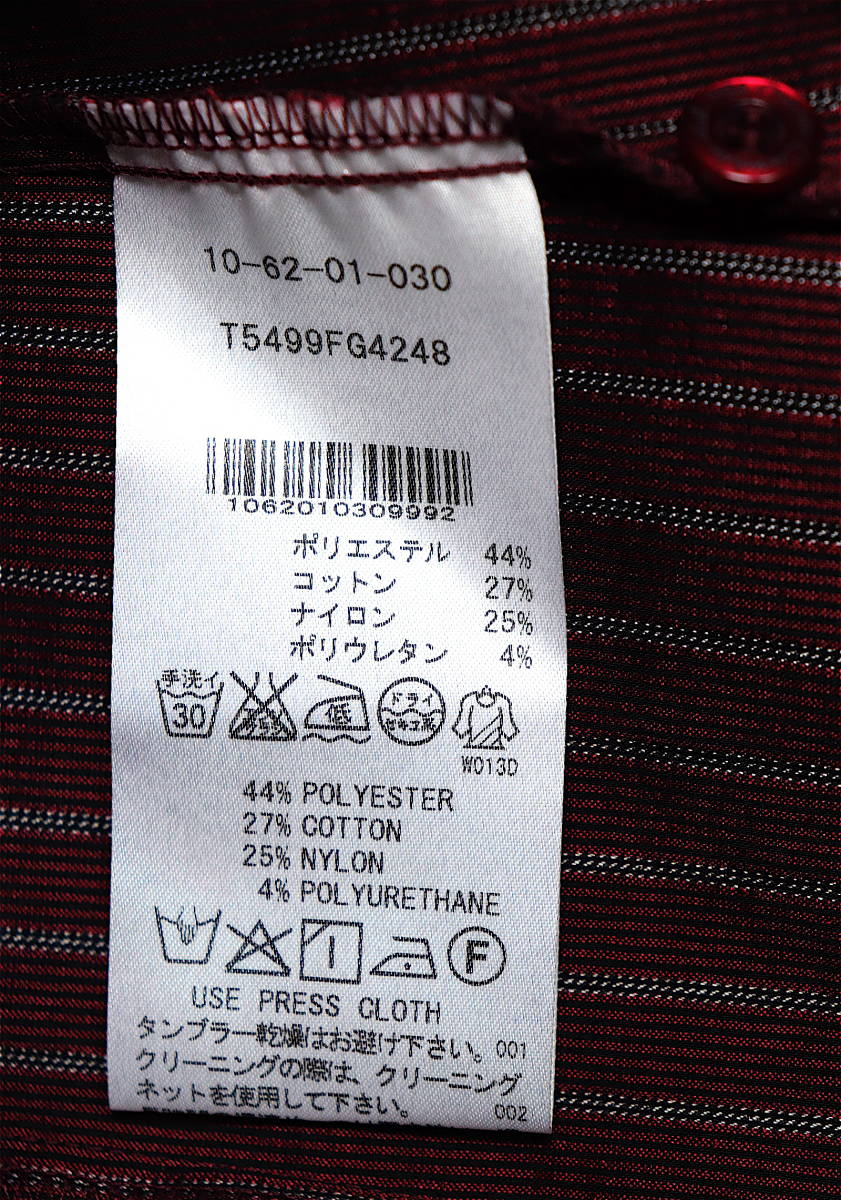 10-62-01-030
T5499FG4248
1062010309992
ポリエステル 44%
コットン 27%
ナイロン 25%
ポリウレタン 4%
手洗イ
30
低
ドライ
セキユ系
W013D
44% POLYESTER
27% COTTON
25% NYLON
4% POLYURETHANE
F
USE PRESS CLOTH
タンブラー乾燥はお避け下さい。001
クリーニングの際は、クリーニング
ネットを使用して下さい。 002